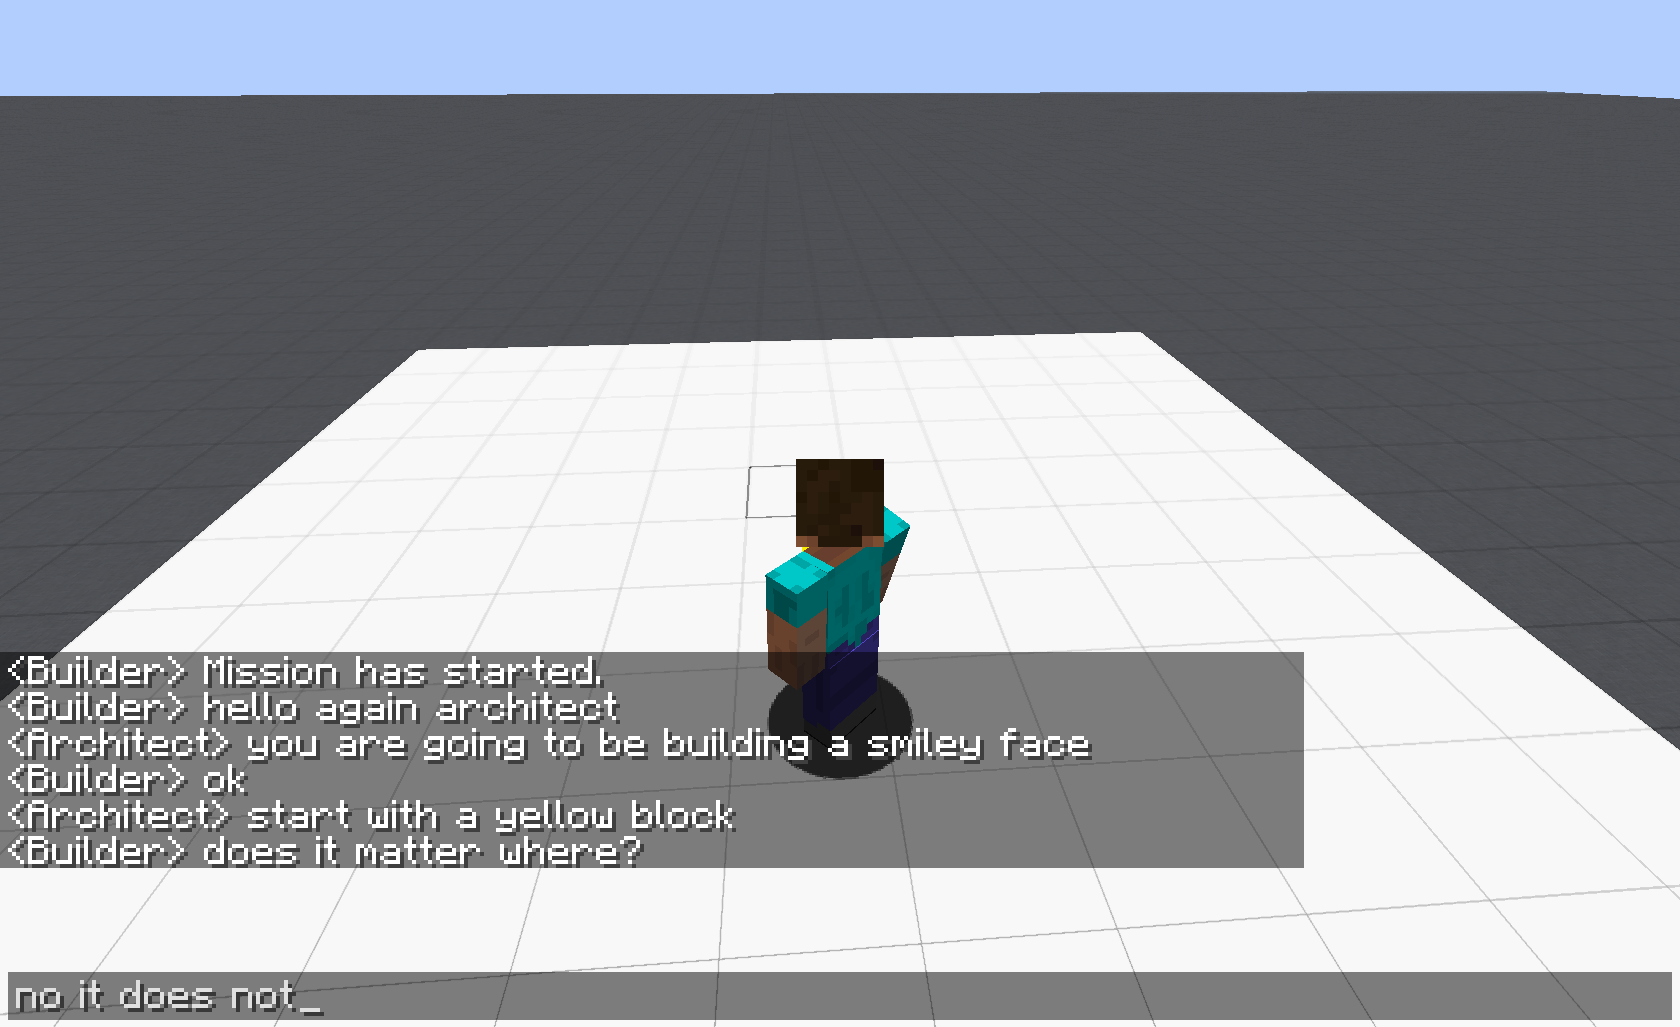 <Builder> Mission has started.
<Builder> hello again architect
<Architect> you are going to be building a smiley face
<Builder> ok
<Architect> start with a yellow block
<Builder> does it matter where?
no it does not_